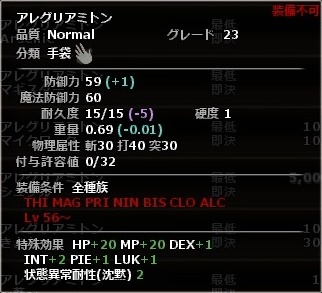 アレグリアミトン 装備不可
品質 Normal グレード 23
分類 手袋
防御力 59 (+1)
魔法防御力 60
耐久度 15/15 (-5) 硬度 1
重量 0.69 (-0.01)
物理属性 斬30 打40 突30
付与許容値 0/32
装備条件 全種族
THI MAG PRI NIN BIS CLO ALC
Lv 56～
特殊効果 HP+20 MP+20 DEX+1
INT+2 PIE+1 LUK+1
状態異常耐性(沈黙) 2